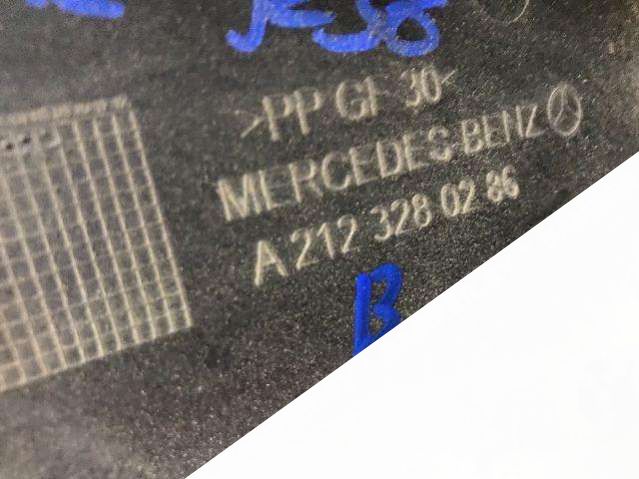 >PP GF 30<
MERCEDES-BENZ
A 212 328 02 86
B